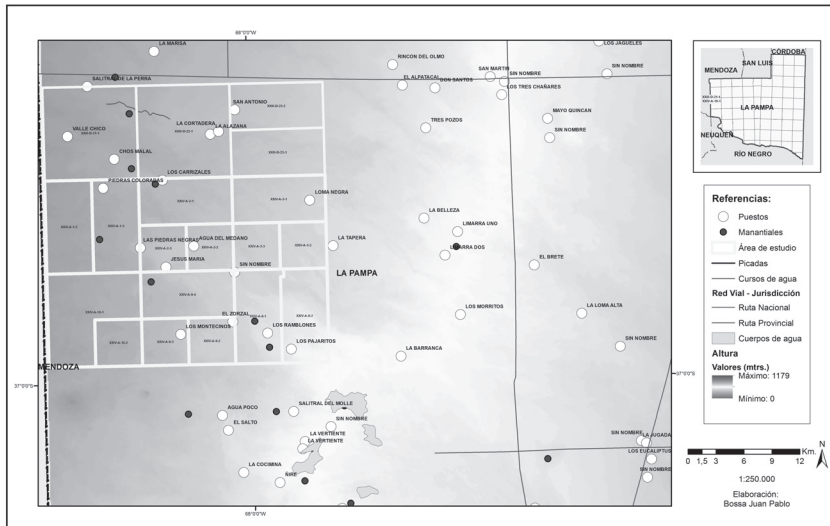 68°0'0"W
LA MARISA
LOS JAGUELES
RINCON DEL OLMO
SALITRAL DE LA PERRA
EL ALPATACAL
DON SANTOS
SAN MARTIN
SIN NOMBRE
SIN NOMBRE
LOS TRES CHAÑARES
SAN ANTONIO
LA CORTADERA
LA ALAZANA
TRES POZOS
MAYO QUINCAN
SIN NOMBRE
VALLE CHICO
CHOS MALAL
LOS CARRIZALES
PIEDRAS COLORADAS
LOMA NEGRA
LA BELLEZA
LIMARRA UNO
LIMARRA DOS
LAS PIEDRAS NEGRAS
AGUA DEL MEDANO
LA TAPERA
JESUS MARIA
SIN NOMBRE
LA PAMPA
EL BRETE
EL ZORZAL
LOS MONTECINOS
LOS RAMBLONES
LOS PAJARITOS
LOS MORRITOS
LA LOMA ALTA
LA BARRANCA
SIN NOMBRE
MENDOZA
37°0'0"S
37°0'0"S
AGUA POCO
SALITRAL DEL MOLLE
EL SALTO
SIN NOMBRE
LA VERTIENTE
LA VERTIENTE
LA COCIMINA
ÑIRE
SIN NOMBRE
LA JUGADA
LOS EUCALIPTUS
SIN NOMBRE
68°0'0"W
CÓRDOBA
SAN LUIS
MENDOZA
LA PAMPA
NEUQUEN
RÍO NEGRO
Referencias:
Puestos
Manantiales
Área de estudio
Picadas
Cursos de agua
Red Vial - Jurisdicción
Ruta Nacional
Ruta Provincial
Cuerpos de agua
Altura
Valores (mtrs.)
Máximo: 1179
Mínimo: 0
0 1,5 3 6 9 12 Km.
N
1:250.000
Elaboración:
Bossa Juan Pablo